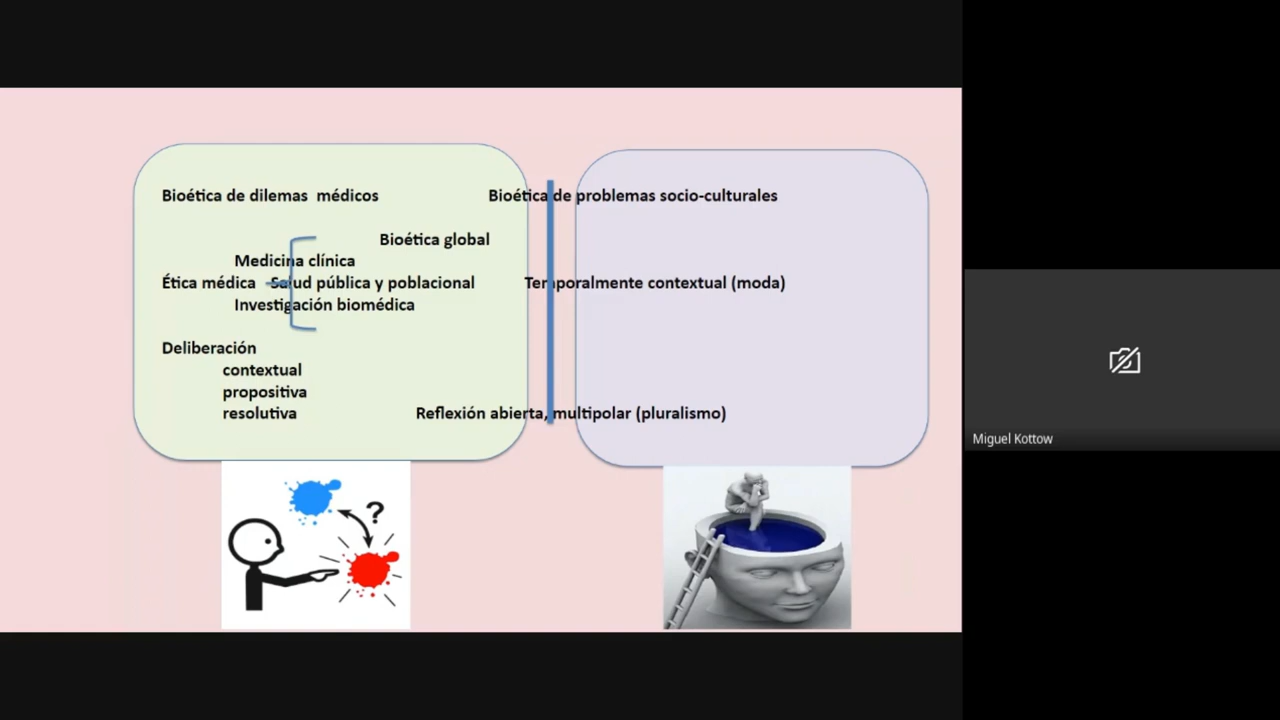 Bioética de dilemas médicos Bioética de problemas socio-culturales
Bioética global
Medicina clínica
Ética médica Salud pública y poblacional Temporalmente contextual (moda)
Investigación biomédica
Deliberación
contextual
propositiva
resolutiva Reflexión abierta, multipolar (pluralismo)
?
Miguel Kottow